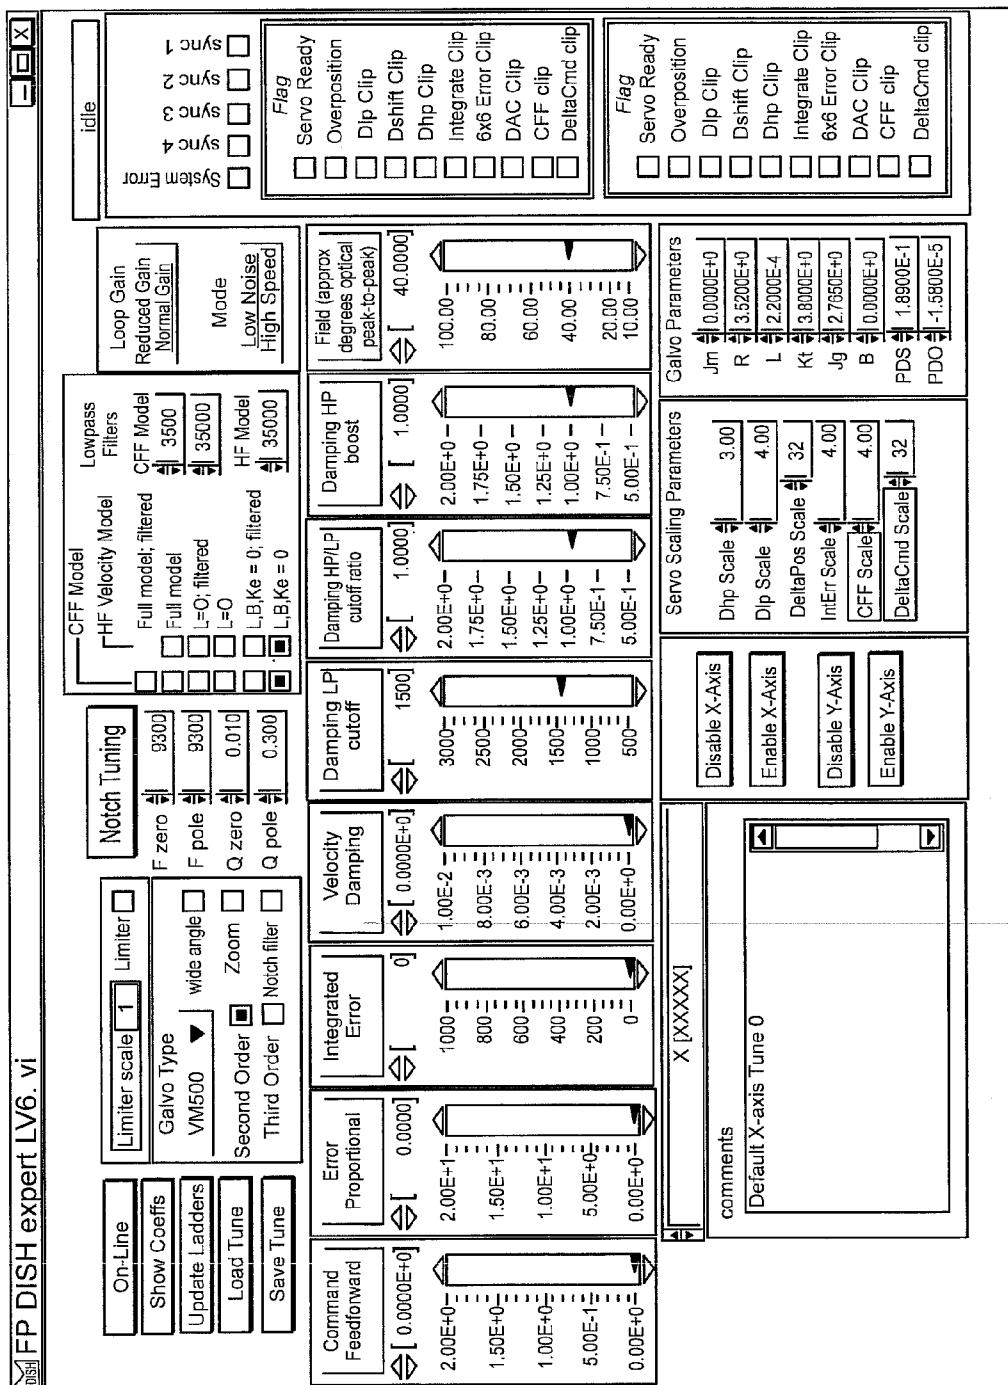 DISH FP DISH expert LV6. vi
On-Line
Show Coeffs
Update Ladders
Load Tune
Save Tune
Limiter scale 1 Limiter
Galvo Type
VM500 wide angle
Second Order Zoom
Third Order Notch filter
Notch Tuning
F zero 9300
F pole 9300
Q zero 0.010
Q pole 0.300
CFF Model
HF Velocity Model
Full model; filtered
Full model
L=O; filtered
L=O
L,B,Ke = 0; filtered
L,B,Ke = 0
Lowpass
Filters
CFF Model
3500
35000
HF Model
35000
Loop Gain
Reduced Gain
Normal Gain
Mode
Low Noise
High Speed
idle
System Error
sync 4
sync 3
sync 2
sync 1
Flag
Servo Ready
Overposition
Dlp Clip
Dshift Clip
Dhp Clip
Integrate Clip
6x6 Error Clip
DAC Clip
CFF clip
DeltaCmd clip
Flag
Servo Ready
Overposition
Dlp Clip
Dshift Clip
Dhp Clip
Integrate Clip
6x6 Error Clip
DAC Clip
CFF clip
DeltaCmd clip
Command
Feedforward
[ 0.0000E+0]
2.00E+0
1.50E+0
1.00E+0
5.00E-1
0.00E+0
Error
Proportional
[ 0.0000]
2.00E+1
1.50E+1
1.00E+1
5.00E+0
0.00E+0
Integrated
Error
[ 0]
1000
800
600
400
200
0
Velocity
Damping
[ 0.0000E+0]
1.00E-2
8.00E-3
6.00E-3
4.00E-3
2.00E-3
0.00E+0
Damping LP
cutoff
[ 1500]
3000
2500
2000
1500
1000
500
Damping HP/LP
cutoff ratio
[ 1.0000]
2.00E+0
1.75E+0
1.50E+0
1.25E+0
1.00E+0
7.50E-1
5.00E-1
Damping HP
boost
[ 1.0000]
2.00E+0
1.75E+0
1.50E+0
1.25E+0
1.00E+0
7.50E-1
5.00E-1
Field (approx
degrees optical
peak-to-peak)
[ 40.0000]
100.00
80.00
60.00
40.00
20.00
10.00
X [XXXXX]
comments
Default X-axis Tune 0
Disable X-Axis
Enable X-Axis
Disable Y-Axis
Enable Y-Axis
Servo Scaling Parameters
Dhp Scale 3.00
Dlp Scale 4.00
DeltaPos Scale 32
IntErr Scale 4.00
CFF Scale 4.00
DeltaCmd Scale 32
Galvo Parameters
Jm 0.0000E+0
R 3.5200E+0
L 2.2000E-4
Kt 3.8000E+0
Jg 2.7650E+0
B 0.0000E+0
PDS 1.8900E-1
PDO -1.5800E-5